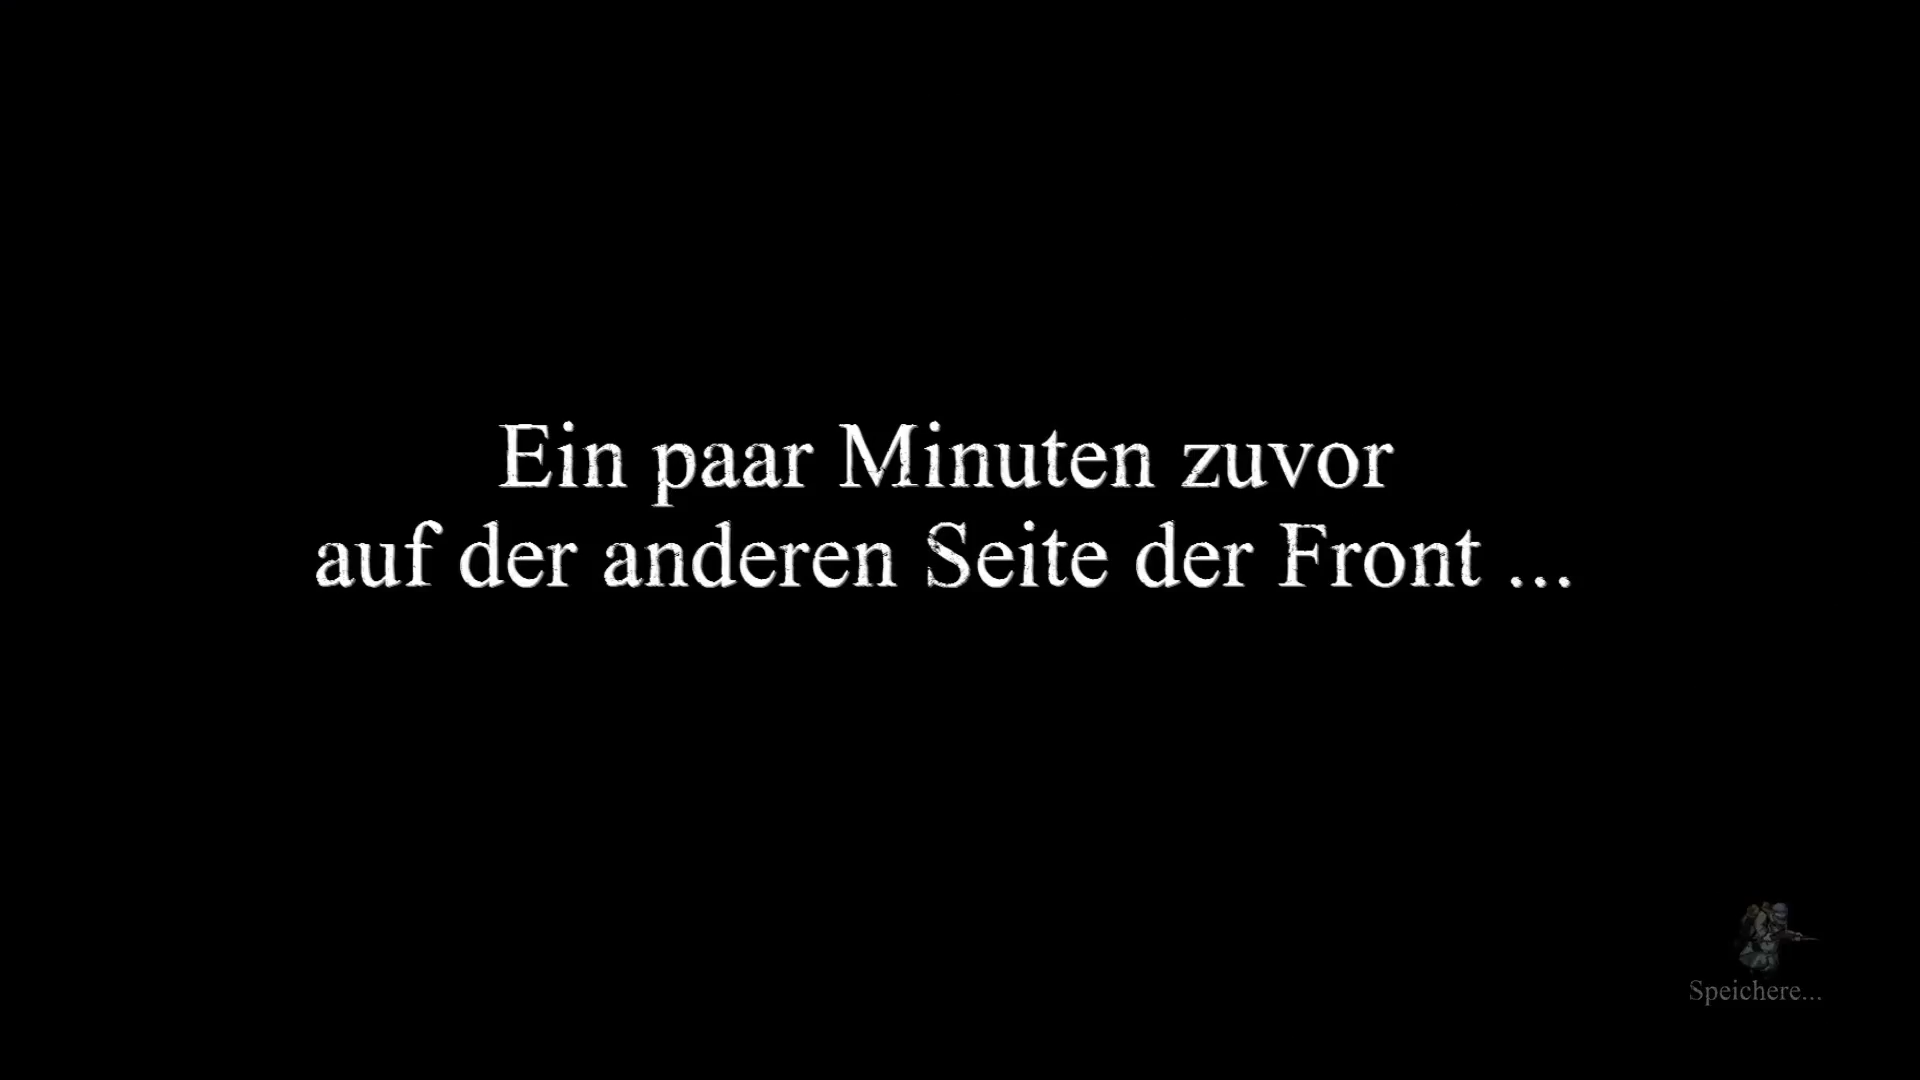 Ein paar Minuten zuvor
auf der anderen Seite der Front ...
Speichere...